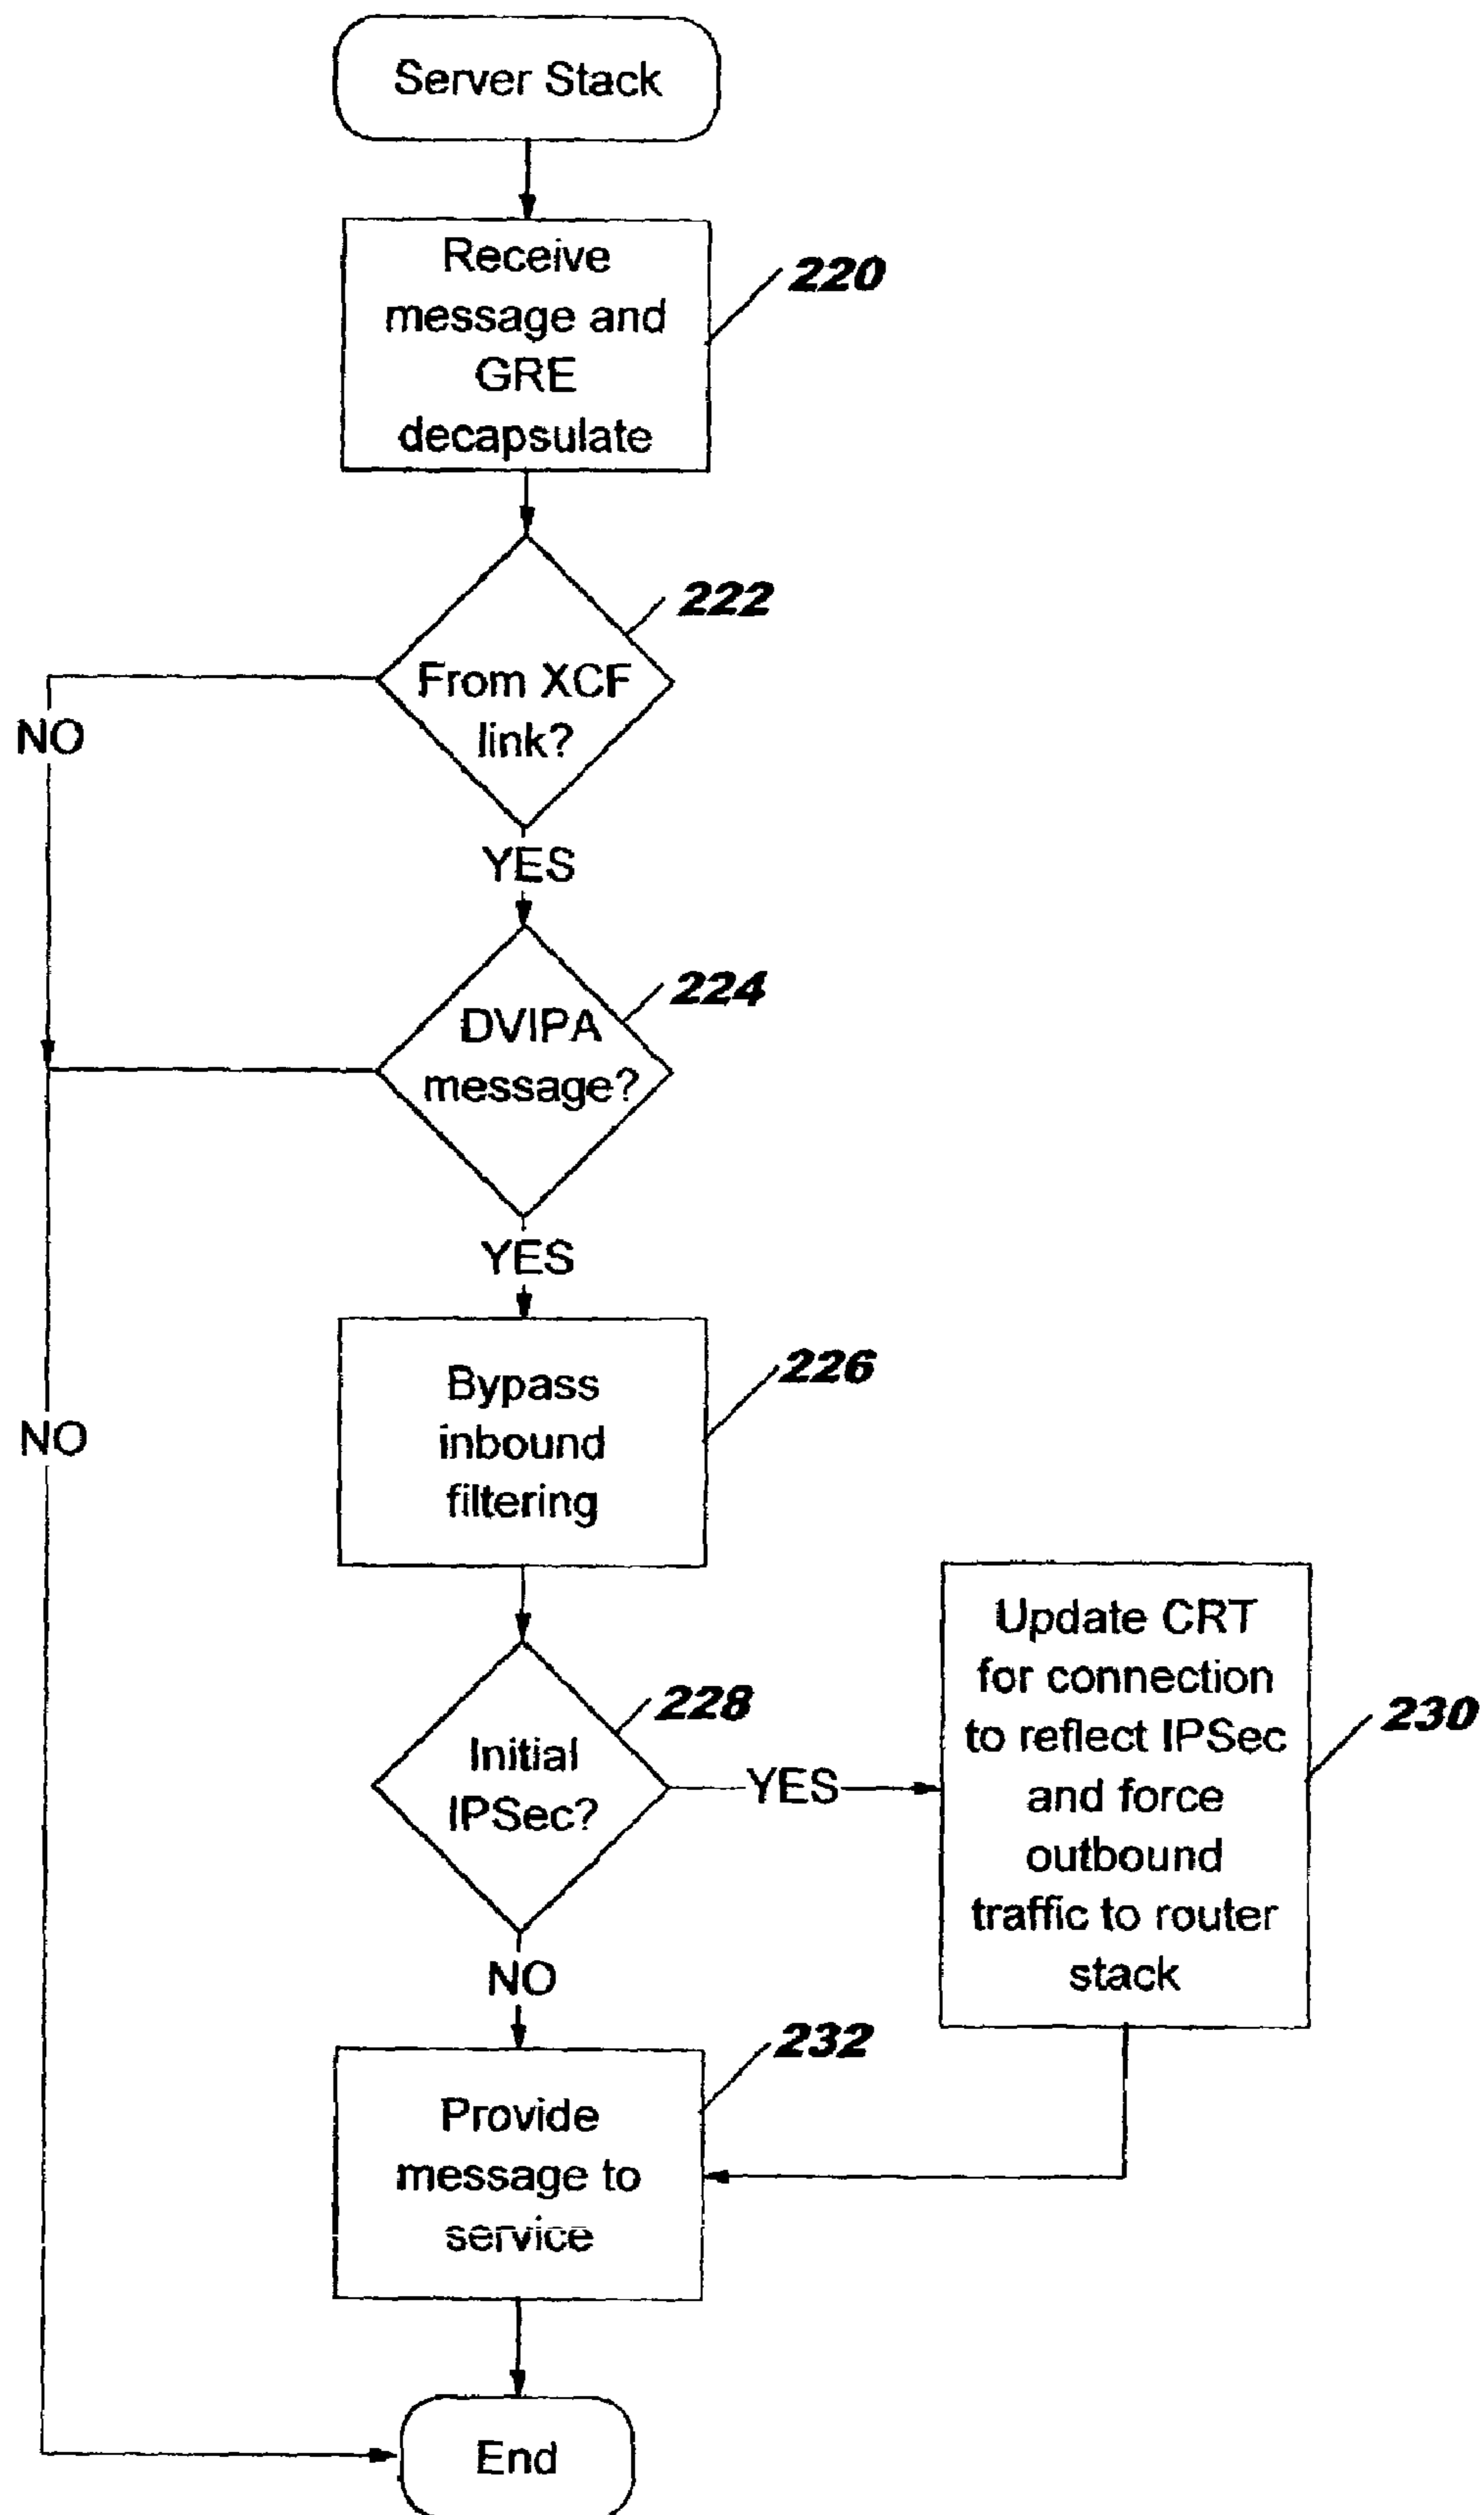 Server Stack
Receive
message and
GRE
decapsulate
220
222
From XCF
link?
NO
YES
224
DVIPA
message?
YES
226
Bypass
inbound
filtering
NO
228
Initial
IPSec?
YES
Update CRT
for connection
to reflect IPSec
and force
outbound
traffic to router
stack
230
NO
232
Provide
message to
service
End